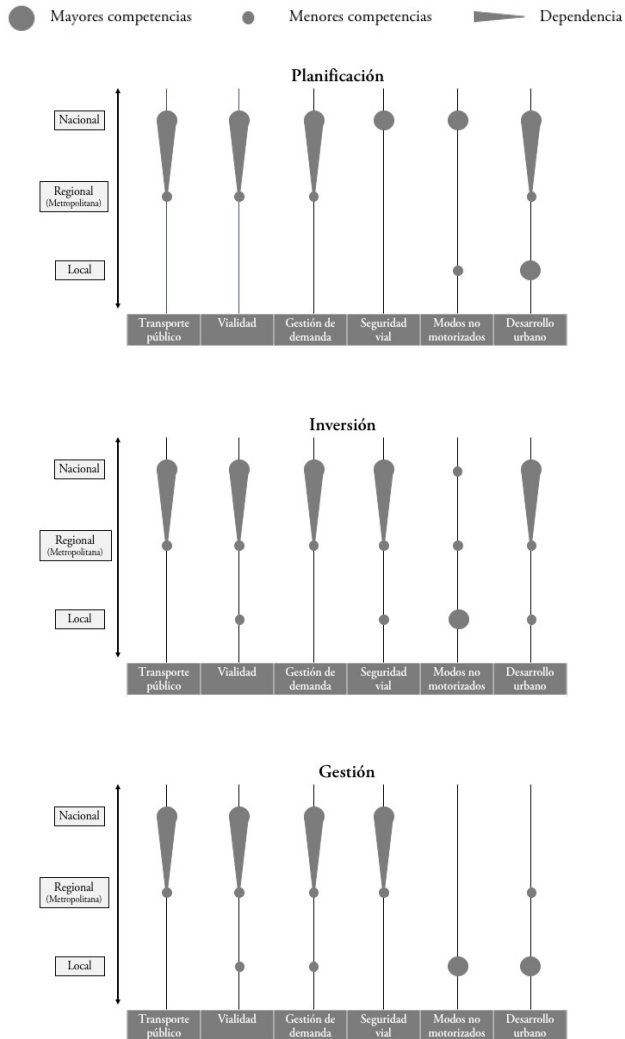 Mayores competencias
Menores competencias
Dependencia
Planificación
Nacional
Regional
(Metropolitana)
Local
Transporte
público
Vialidad
Gestión de
demanda
Seguridad
vial
Modos no
motorizados
Desarrollo
urbano
Inversión
Nacional
Regional
(Metropolitana)
Local
Transporte
público
Vialidad
Gestión de
demanda
Seguridad
vial
Modos no
motorizados
Desarrollo
urbano
Gestión
Nacional
Regional
(Metropolitana)
Local
Transporte
público
Vialidad
Gestión de
demanda
Seguridad
vial
Modos no
motorizados
Desarrollo
urbano